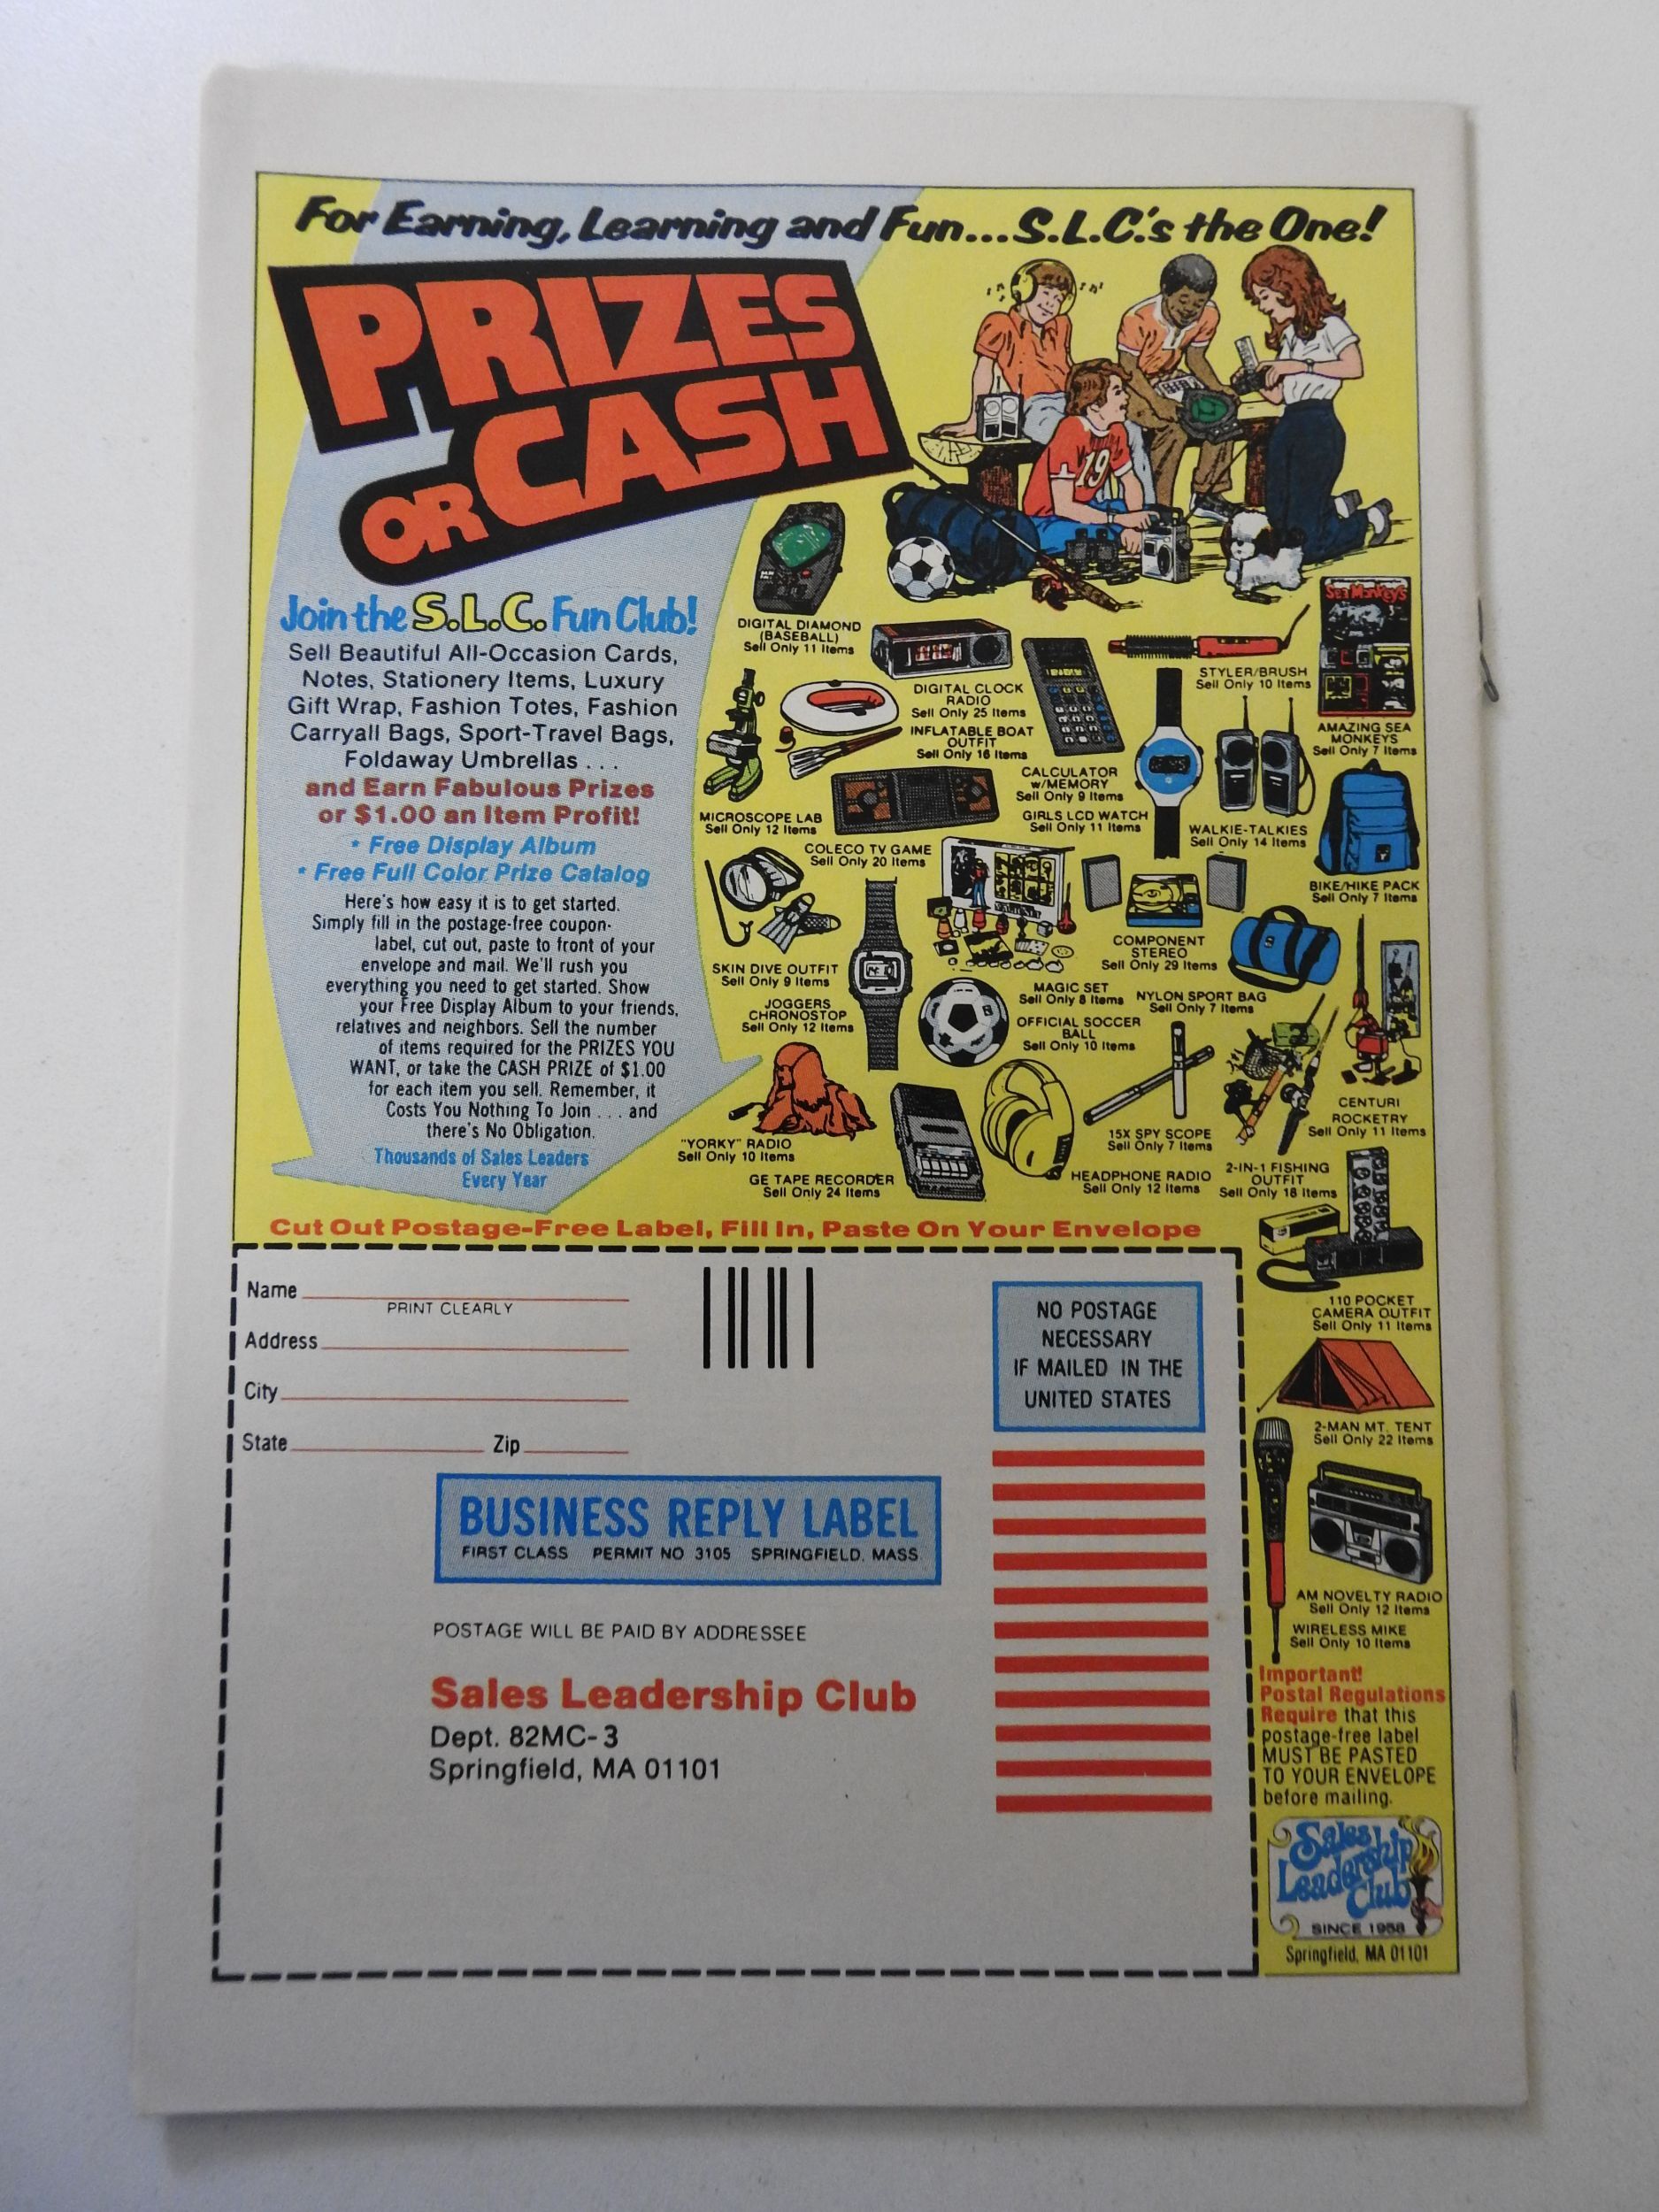 For Earning, Learning and Fun...S.L.C.'s the One!
PRIZES
OR CASH
Join the S.L.C. Fun Club!
Sell Beautiful All-Occasion Cards,
Notes, Stationery Items, Luxury
Gift Wrap, Fashion Totes, Fashion
Carryall Bags, Sport-Travel Bags,
Foldaway Umbrellas . . .
and Earn Fabulous Prizes
or $1.00 an Item Profit!
* Free Display Album
* Free Full Color Prize Catalog
Here's how easy it is to get started.
Simply fill in the postage-free coupon-
label, cut out, paste to front of your
envelope and mail. We'll rush you
everything you need to get started. Show
your Free Display Album to your friends,
relatives and neighbors. Sell the number
of items required for the PRIZES YOU
WANT, or take the CASH PRIZE of $1.00
for each item you sell. Remember, it
Costs You Nothing To Join . . . and
there's No Obligation.
Thousands of Sales Leaders
Every Year
19
DIGITAL DIAMOND
(BASEBALL)
Sell Only 11 Items
DIGITAL CLOCK
RADIO
Sell Only 25 Items
STYLER/BRUSH
Sell Only 10 Items
Sea Monkeys
AMAZING SEA
MONKEYS
Sell Only 7 Items
INFLATABLE BOAT
OUTFIT
Sell Only 16 Items
CALCULATOR
w/MEMORY
Sell Only 9 Items
MICROSCOPE LAB
Sell Only 12 Items
GIRLS LCD WATCH
Sell Only 11 Items
WALKIE-TALKIES
Sell Only 14 Items
COLECO TV GAME
Sell Only 20 Items
BIKE/HIKE PACK
Sell Only 7 Items
COMPONENT
STEREO
Sell Only 29 Items
SKIN DIVE OUTFIT
Sell Only 9 Items
MAGIC SET
Sell Only 8 Items
NYLON SPORT BAG
Sell Only 7 Items
JOGGERS
CHRONOSTOP
Sell Only 12 Items
OFFICIAL SOCCER
BALL
Sell Only 10 Items
CENTURI
ROCKETRY
Sell Only 11 Items
"YORKY" RADIO
Sell Only 10 Items
15X SPY SCOPE
Sell Only 7 Items
GE TAPE RECORDER
Sell Only 24 Items
HEADPHONE RADIO
Sell Only 12 Items
2-IN-1 FISHING
OUTFIT
Sell Only 16 Items
110 POCKET
CAMERA OUTFIT
Sell Only 11 Items
2-MAN MT. TENT
Sell Only 22 Items
AM NOVELTY RADIO
Sell Only 12 Items
WIRELESS MIKE
Sell Only 10 Items
Cut Out Postage-Free Label, Fill In, Paste On Your Envelope
Name
PRINT CLEARLY
Address
City
State Zip
NO POSTAGE
NECESSARY
IF MAILED IN THE
UNITED STATES
BUSINESS REPLY LABEL
FIRST CLASS PERMIT NO 3105 SPRINGFIELD, MASS.
POSTAGE WILL BE PAID BY ADDRESSEE
Sales Leadership Club
Dept. 82MC-3
Springfield, MA 01101
Important!
Postal Regulations
Require that this
postage-free label
MUST BE PASTED
TO YOUR ENVELOPE
before mailing.
Sales
Leadership
Club
SINCE 1958
Springfield, MA 01101